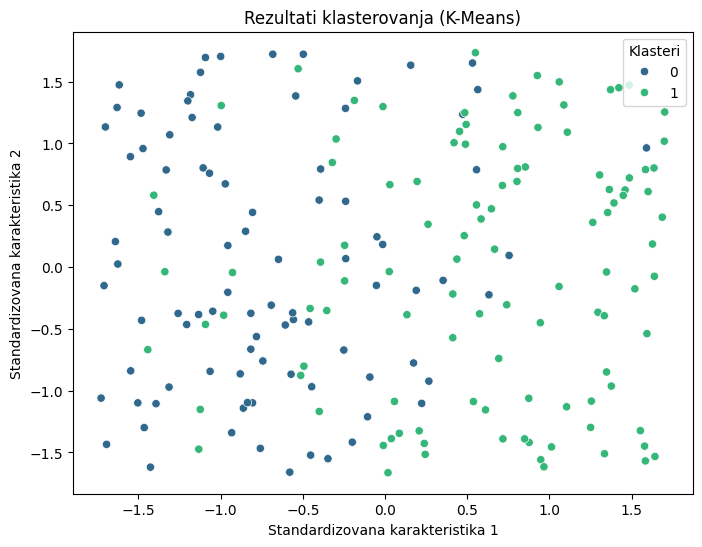 Rezultati klasterovanja (K-Means)
Klasteri
0
1
Standardizovana karakteristika 2
1.5
1.0
0.5
0.0
−0.5
−1.0
−1.5
−1.5 −1.0 −0.5 0.0 0.5 1.0 1.5
Standardizovana karakteristika 1